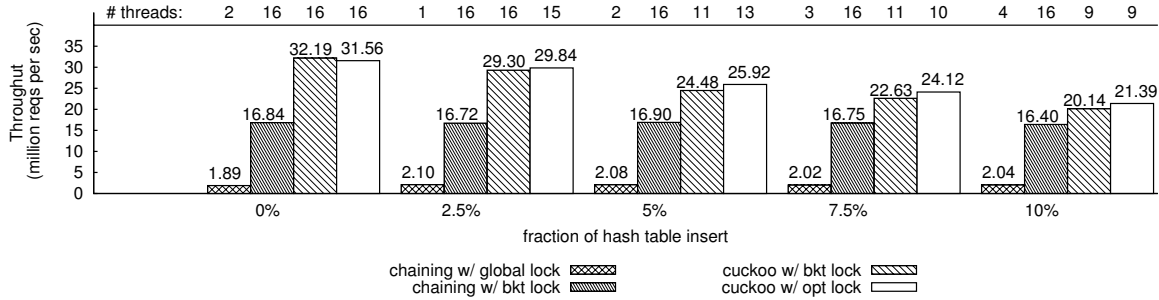 # threads: 2 16 16 16 1 16 16 15 2 16 11 13 3 16 11 10 4 16 9 9
Throughut
(million reqs per sec)
35
30
25
20
15
10
5
0
1.89 16.84 32.19 31.56
2.10 16.72 29.30 29.84
2.08 16.90 24.48 25.92
2.02 16.75 22.63 24.12
2.04 16.40 20.14 21.39
0% 2.5% 5% 7.5% 10%
fraction of hash table insert
chaining w/ global lock
chaining w/ bkt lock
cuckoo w/ bkt lock
cuckoo w/ opt lock